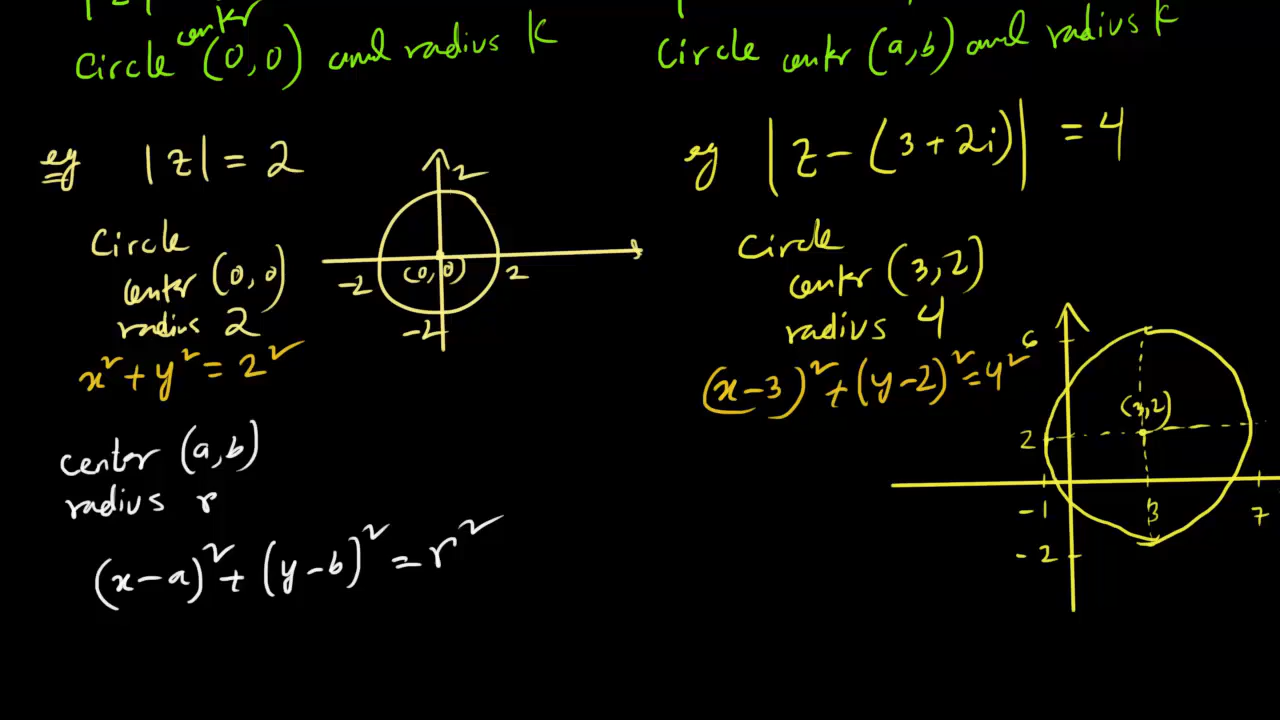 center
Circle (0,0) and radius k
eg |z| = 2
Circle
center (0,0)
radius 2
x² + y² = 2²
2
-2 (0,0) 2
-2
center (a,b)
radius r
(x-a)² + (y-b)² = r²
Circle center (a,b) and radius k
eg |z - (3+2i)| = 4
Circle
center (3,2)
radius 4
(x-3)² + (y-2)² = 4²
6
(3,2)
2
-1 3 7
-2